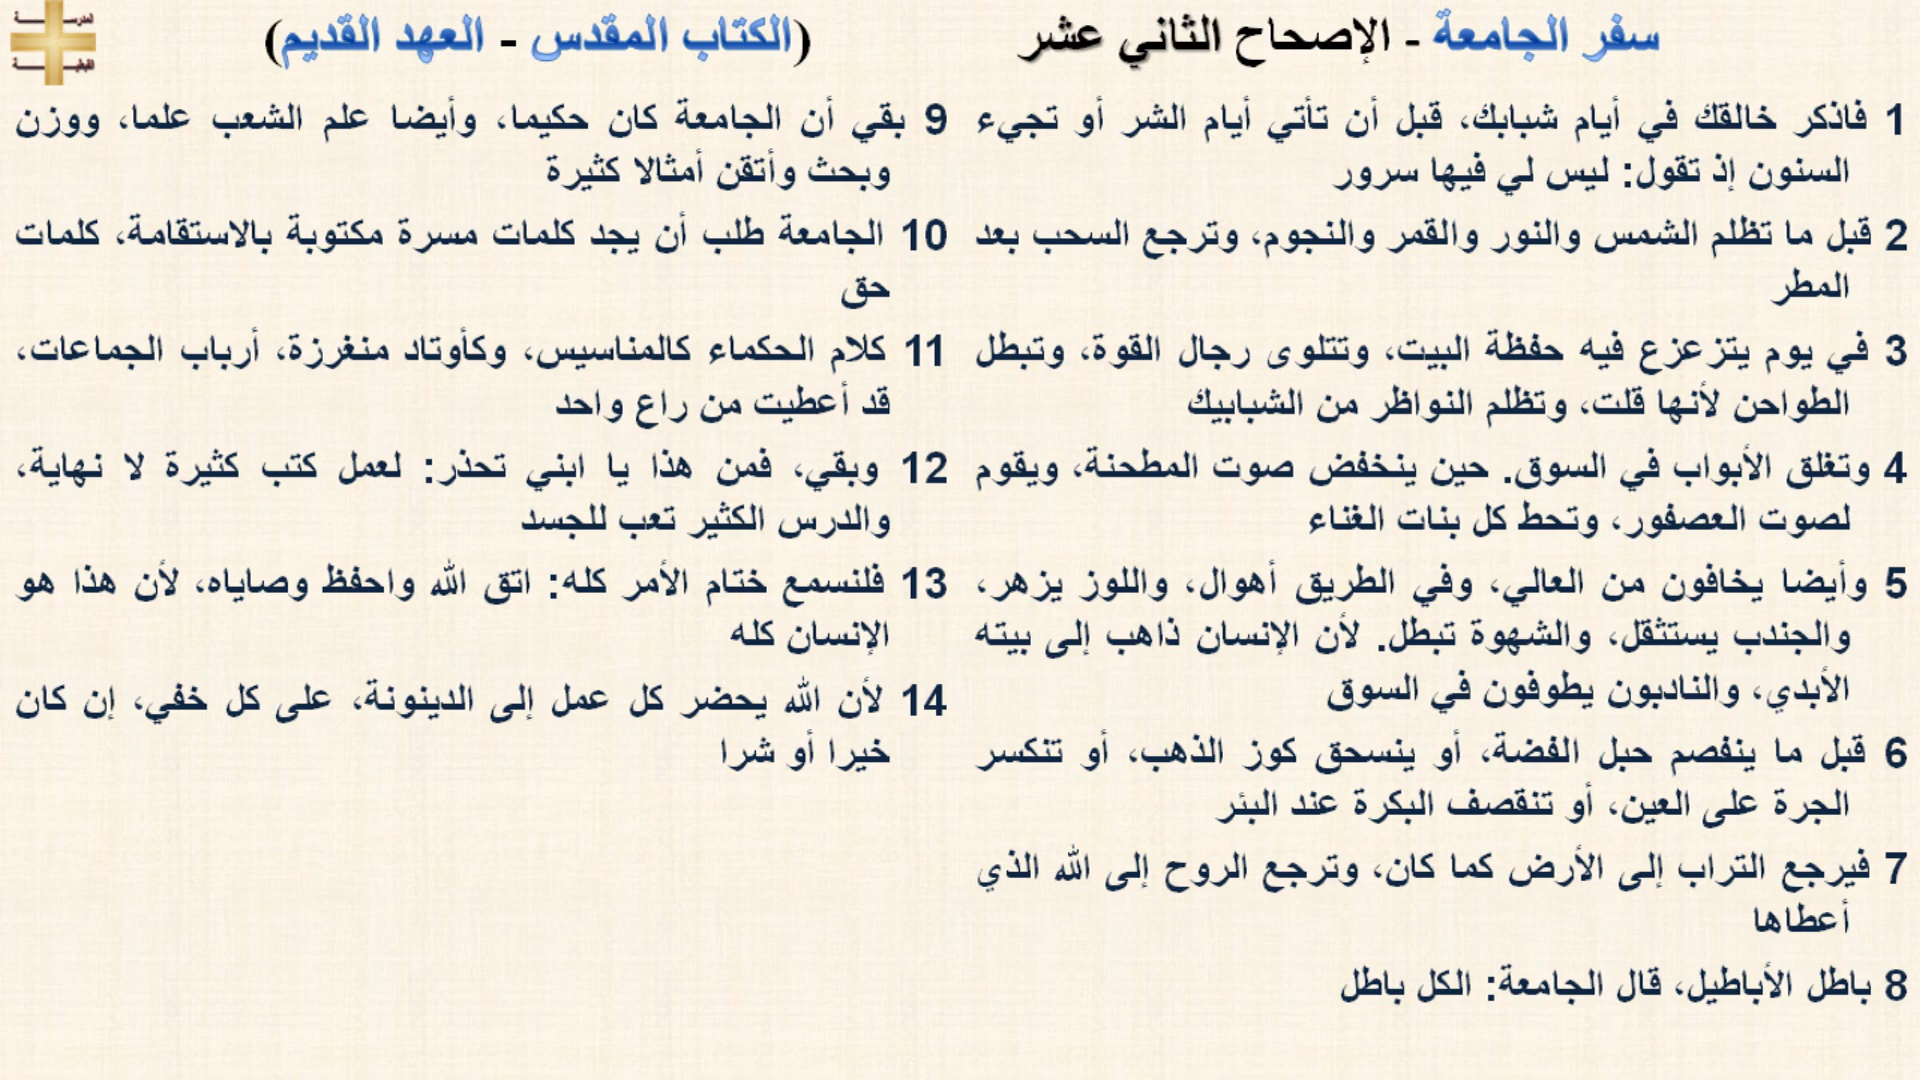 سفر الجامعة - الإصحاح الثاني عشر (الكتاب المقدس - العهد القديم)
1 فاذكر خالقك في أيام شبابك، قبل أن تأتي أيام الشر أو تجيء
السنون إذ تقول: ليس لي فيها سرور
2 قبل ما تظلم الشمس والنور والقمر والنجوم، وترجع السحب بعد
المطر
3 في يوم يتزعزع فيه حفظة البيت، وتتلوى رجال القوة، وتبطل
الطواحن لأنها قلت، وتظلم النواظر من الشبابيك
4 وتغلق الأبواب في السوق. حين ينخفض صوت المطحنة، ويقوم
لصوت العصفور، وتحط كل بنات الغناء
5 وأيضا يخافون من العالي، وفي الطريق أهوال، واللوز يزهر،
والجندب يستثقل، والشهوة تبطل. لأن الإنسان ذاهب إلى بيته
الأبدي، والنادبون يطوفون في السوق
6 قبل ما ينفصم حبل الفضة، أو ينسحق كوز الذهب، أو تنكسر
الجرة على العين، أو تنقصف البكرة عند البئر
7 فيرجع التراب إلى الأرض كما كان، وترجع الروح إلى الله الذي
أعطاها
8 باطل الأباطيل، قال الجامعة: الكل باطل
9 بقي أن الجامعة كان حكيما، وأيضا علم الشعب علما، ووزن
وبحث وأتقن أمثالا كثيرة
10 الجامعة طلب أن يجد كلمات مسرة مكتوبة بالاستقامة، كلمات
حق
11 كلام الحكماء كالمناسيس، وكأوتاد منغرزة، أرباب الجماعات،
قد أعطيت من راع واحد
12 وبقي، فمن هذا يا ابني تحذر: لعمل كتب كثيرة لا نهاية،
والدرس الكثير تعب للجسد
13 فلنسمع ختام الأمر كله: اتق الله واحفظ وصاياه، لأن هذا هو
الإنسان كله
14 لأن الله يحضر كل عمل إلى الدينونة، على كل خفي، إن كان
خيرا أو شرا